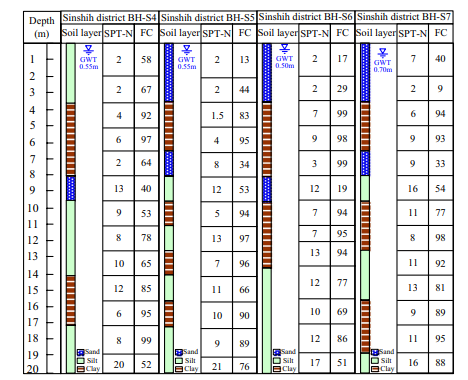 Depth (m) Sinshih district BH-S4 Sinshih district BH-S5 Sinshih district BH-S6 Sinshih district BH-S7
Soil layer SPT-N FC Soil layer SPT-N FC Soil layer SPT-N FC Soil layer SPT-N FC
GWT 0.55m GWT 0.55m GWT 0.50m GWT 0.70m
1 2 58 2 13 2 17 7 40
2
3 2 67 2 44 2 29 2 9
4 4 92 1.5 83 7 99 6 94
5
6 6 97 4 95 9 98 9 93
7 2 64 8 34 3 99 9 33
8
9 13 40 12 53 12 19 16 54
10 9 53 5 94 7 94 11 77
11
12 8 78 13 97 7 95 8 98
13 10 65 7 96 13 94 11 92
14
15 12 85 11 66 12 77 13 81
16 6 95 10 90 10 69 9 89
17
18 8 99 9 89 12 86 11 95
19 20 52 21 76 17 51 16 88
20
Sand Sand Sand Sand
Silt Silt Silt Silt
Clay Clay Clay Clay